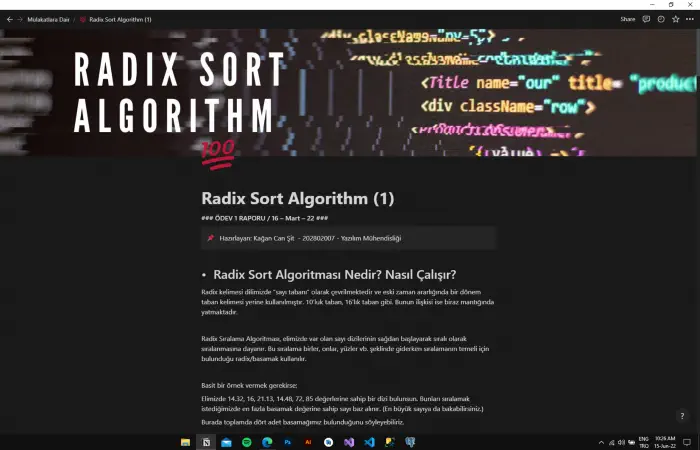 Mülakatlara Dair / Radix Sort Algorithm (1)
Share
RADIX SORT
ALGORITHM
<Title name="our" title= "product
<div className="row">
100
Radix Sort Algorithm (1)
### ÖDEV 1 RAPORU / 16 – Mart – 22 ###
Hazırlayan: Kağan Can Şit - 202802007 - Yazılım Mühendisliği
• Radix Sort Algoritması Nedir? Nasıl Çalışır?
Radix kelimesi dilimizde "sayı tabanı" olarak çevrilmektedir ve eski zaman aralığında bir dönem
taban kelimesi yerine kullanılmıştır. 10'luk taban, 16'lık taban gibi. Bunun ilişkisi ise biraz mantığında
yatmaktadır.
Radix Sıralama Algoritması, elimizde var olan sayı dizilerinin sağdan başlayarak sıralı olarak
sıralanmasına dayanır. Bu sıralama birler, onlar, yüzler vb. şeklinde giderken sıralamanın temeli için
bulunduğu radix/basamak kullanılır.
Basit bir örnek vermek gerekirse;
Elimizde 14.32, 16, 21.13, 14.48, 72, 85 değerlerine sahip bir dizi bulunsun. Bunları sıralamak
istediğimizde en fazla basamak değerine sahip sayı baz alınır. (En büyük sayıya da bakabilirsiniz.)
Burada toplamda dört adet basamağımız bulunduğunu söyleyebiliriz.
?
ENG
TRQ
10:26 AM
15-Jun-22